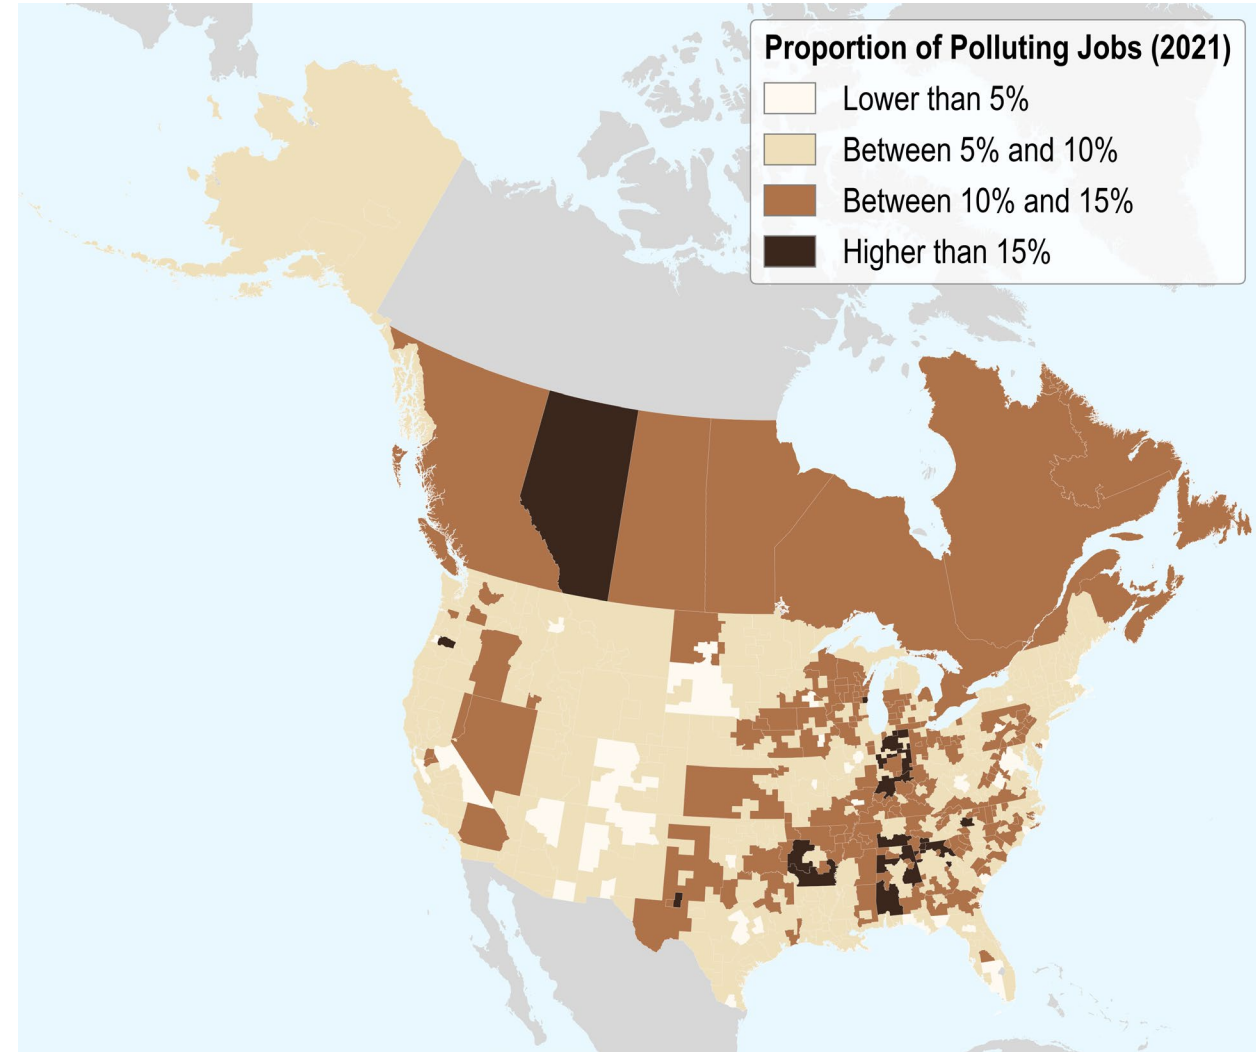 Proportion of Polluting Jobs (2021)
Lower than 5%
Between 5% and 10%
Between 10% and 15%
Higher than 15%